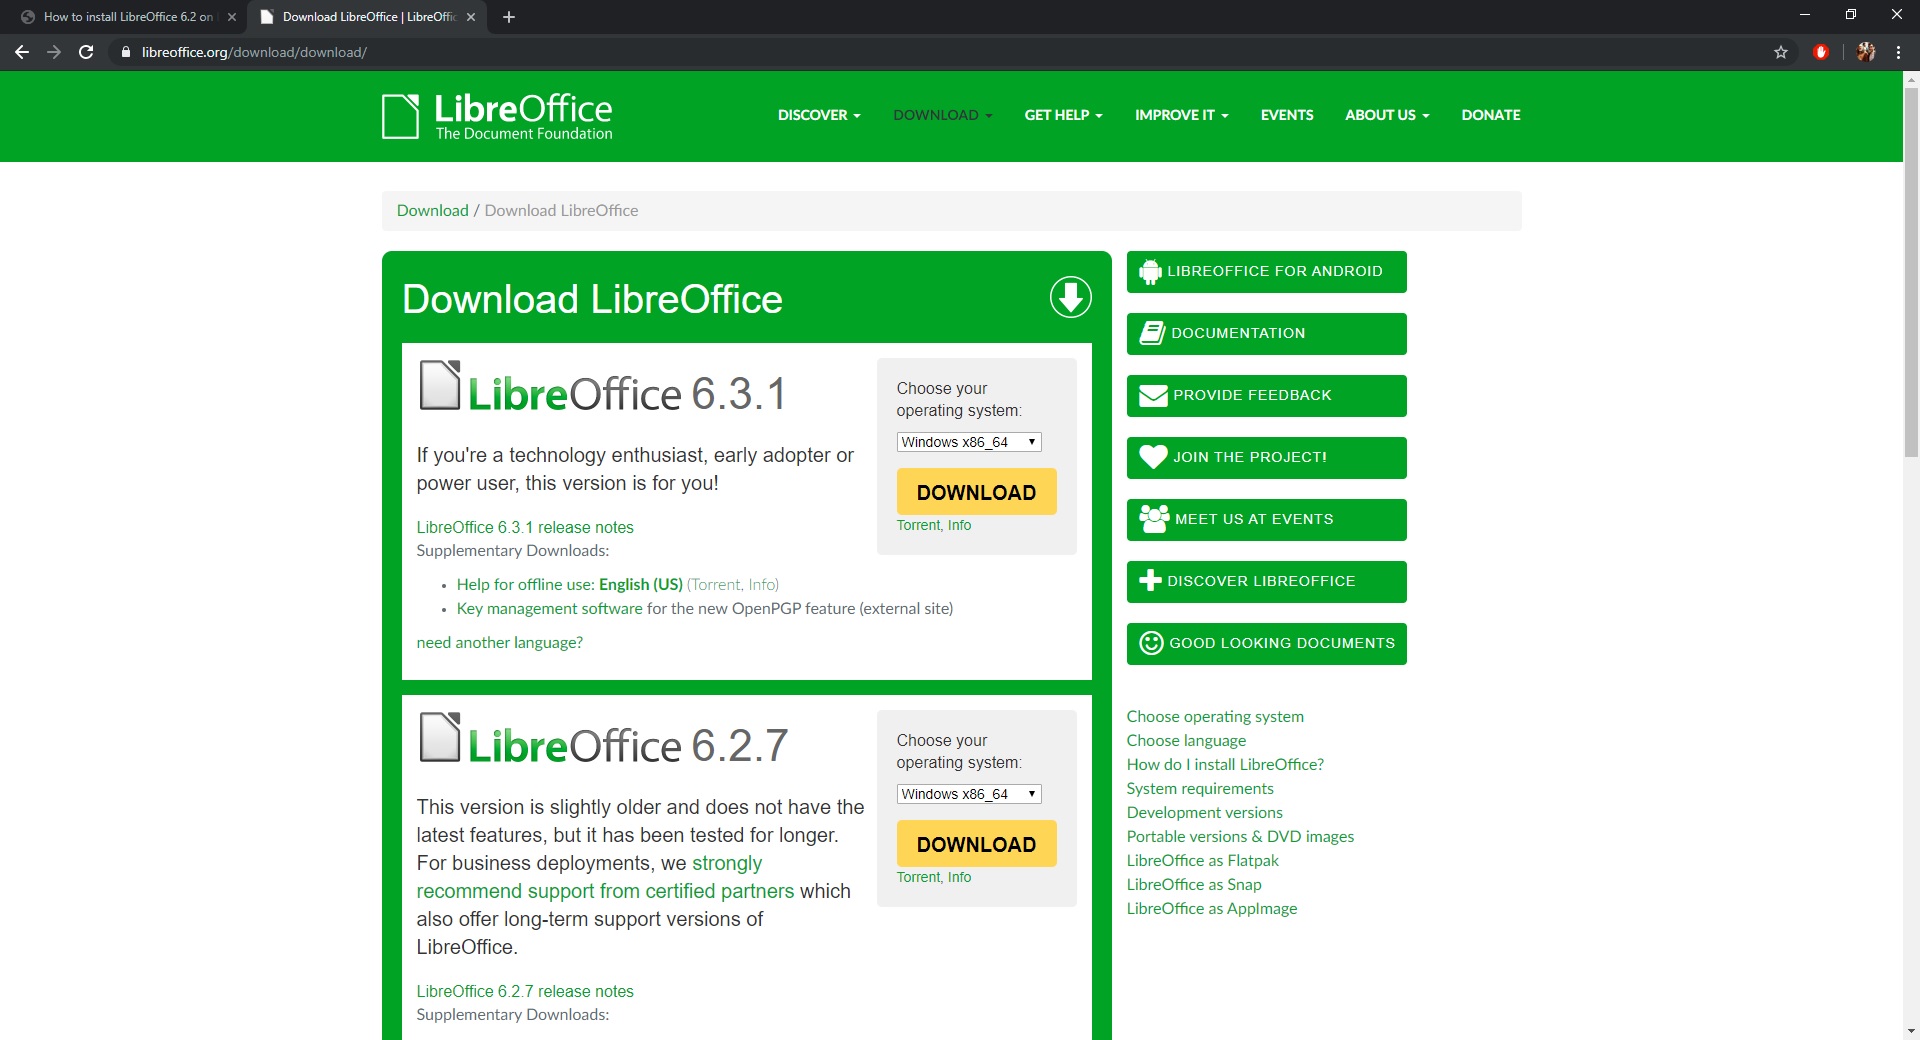 How to install LibreOffice 6.2 on
Download LibreOffice | LibreOffic
libreoffice.org/download/download/
LibreOffice
The Document Foundation
DISCOVER
DOWNLOAD
GET HELP
IMPROVE IT
EVENTS
ABOUT US
DONATE
Download / Download LibreOffice
Download LibreOffice
LibreOffice 6.3.1
If you're a technology enthusiast, early adopter or
power user, this version is for you!
LibreOffice 6.3.1 release notes
Supplementary Downloads:
Help for offline use: English (US) (Torrent, Info)
Key management software for the new OpenPGP feature (external site)
need another language?
Choose your
operating system:
Windows x86_64
DOWNLOAD
Torrent, Info
LibreOffice 6.2.7
This version is slightly older and does not have the
latest features, but it has been tested for longer.
For business deployments, we strongly
recommend support from certified partners which
also offer long-term support versions of
LibreOffice.
LibreOffice 6.2.7 release notes
Supplementary Downloads:
Choose your
operating system:
Windows x86_64
DOWNLOAD
Torrent, Info
LIBREOFFICE FOR ANDROID
DOCUMENTATION
PROVIDE FEEDBACK
JOIN THE PROJECT!
MEET US AT EVENTS
DISCOVER LIBREOFFICE
GOOD LOOKING DOCUMENTS
Choose operating system
Choose language
How do I install LibreOffice?
System requirements
Development versions
Portable versions & DVD images
LibreOffice as Flatpak
LibreOffice as Snap
LibreOffice as AppImage